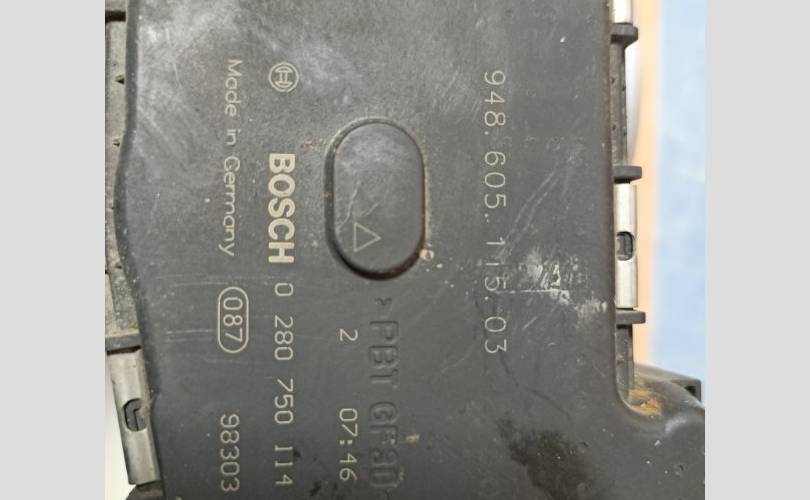 948.605.115.03
>PBT GF30
2 07:46
BOSCH 0 280 750 114
Made in Germany 087 98303